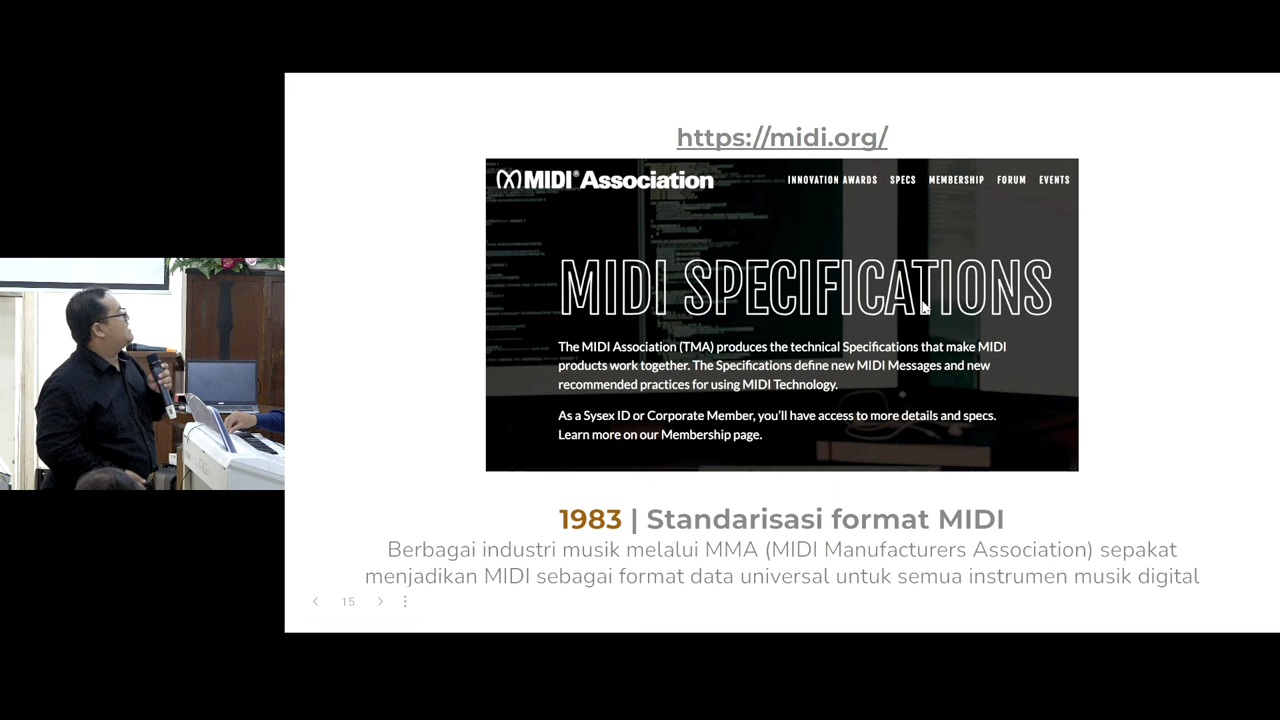 https://midi.org/
MIDI® Association
INNOVATION AWARDS SPECS MEMBERSHIP FORUM EVENTS
MIDI SPECIFICATIONS
The MIDI Association (TMA) produces the technical Specifications that make MIDI
products work together. The Specifications define new MIDI Messages and new
recommended practices for using MIDI Technology.
As a Sysex ID or Corporate Member, you'll have access to more details and specs.
Learn more on our Membership page.
1983 | Standarisasi format MIDI
Berbagai industri musik melalui MMA (MIDI Manufacturers Association) sepakat
menjadikan MIDI sebagai format data universal untuk semua instrumen musik digital
15